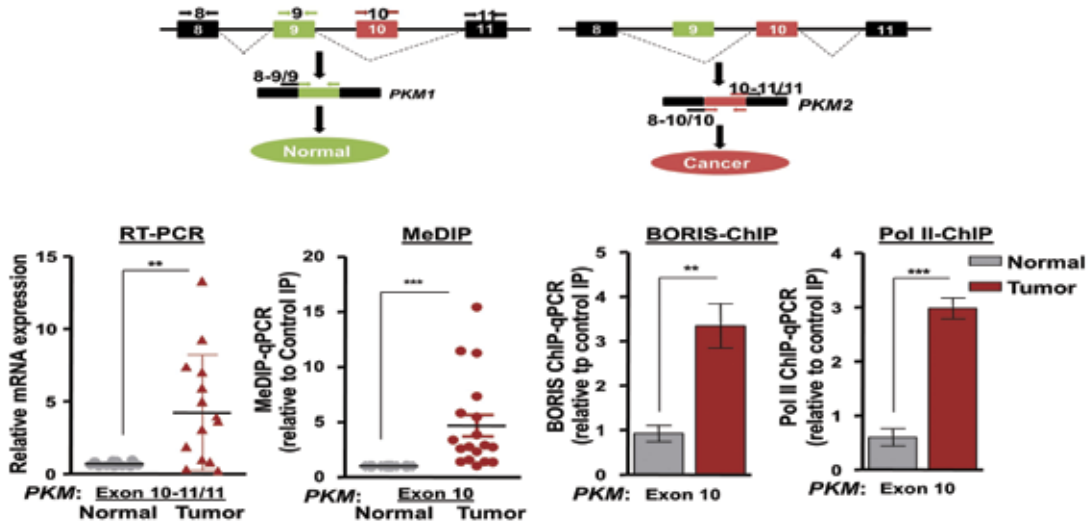 8 9 10 11
8 9 10 11
8-9/9
PKM1
Normal
8 9 10 11
10-11/11
PKM2
8-10/10
Cancer
RT-PCR
Relative mRNA expression
15
10
5
0
**
PKM: Exon 10-11/11
Normal Tumor
MeDIP
MeDIP-qPCR
(relative to Control IP)
20
15
10
5
0
***
PKM: Exon 10
Normal Tumor
BORIS-ChIP
BORIS ChIP-qPCR
(relative tp control IP)
5
4
3
2
1
0
**
PKM: Exon 10
Pol II-ChIP
Pol II ChIP-qPCR
(relative to control IP)
4
3
2
1
0
***
PKM: Exon 10
Normal
Tumor